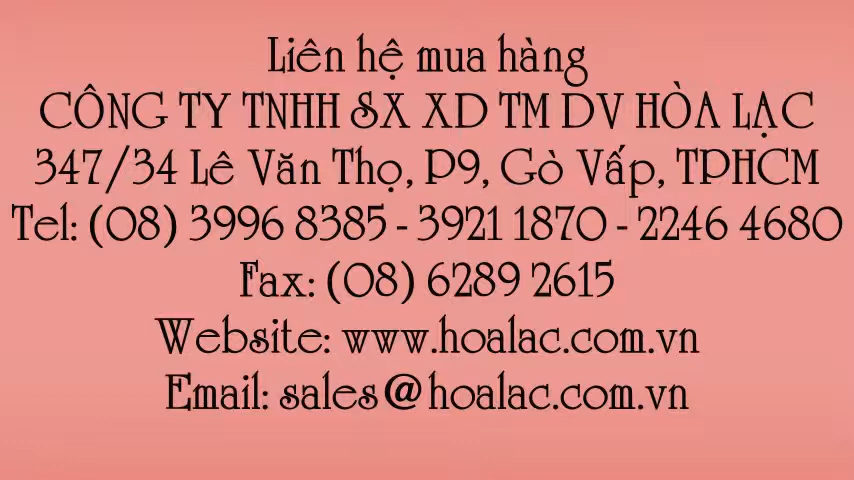 Liên hệ mua hàng
CÔNG TY TNHH SX XD TM DV HÒA LẠC
347/34 Lê Văn Thọ, P9, Gò Vấp, TPHCM
Tel: (08) 3996 8385 - 3921 1870 - 2246 4680
Fax: (08) 6289 2615
Website: www.hoalac.com.vn
Email: sales@hoalac.com.vn